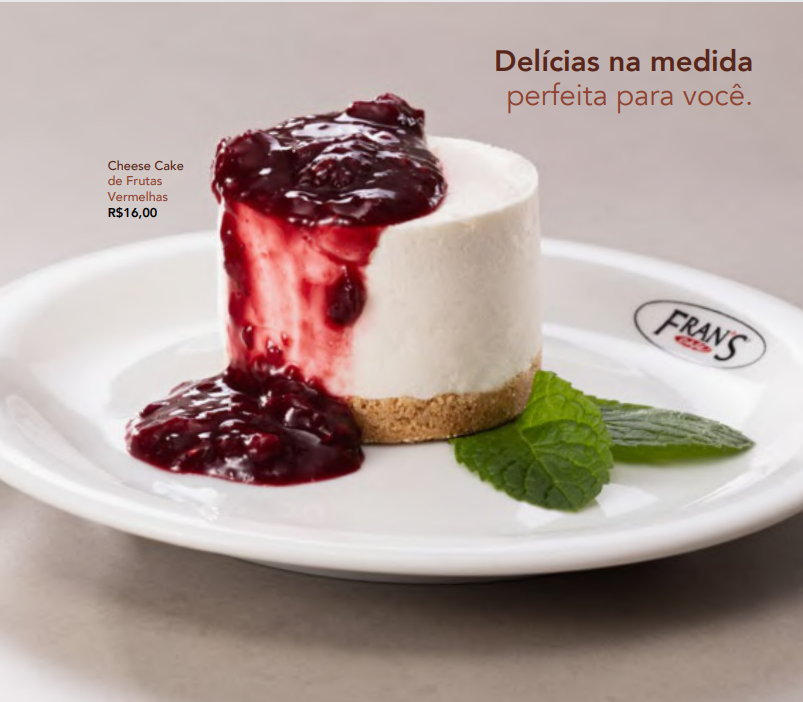 Delícias na medida
perfeita para você.
Cheese Cake
de Frutas
Vermelhas
R$16,00
FRAN'S